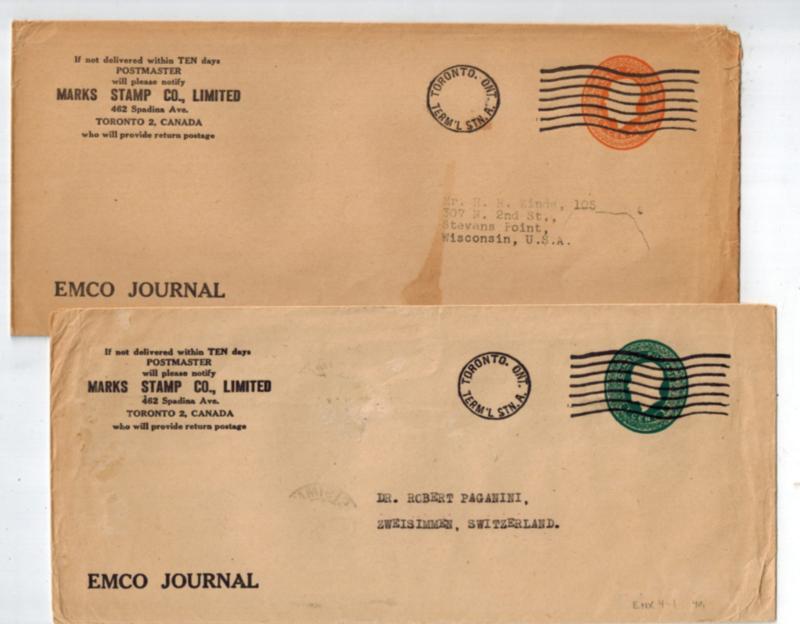 If not delivered within TEN days
POSTMASTER
will please notify
MARKS STAMP CO., LIMITED
462 Spadina Ave.
TORONTO 2, CANADA
who will provide return postage
TORONTO. ONT.
TERM'L STN. A.
Mr. H. R. 105
307 N. 2nd St.,
Stevans Point,
Wisconsin, U.S.A.
EMCO JOURNAL
If not delivered within TEN days
POSTMASTER
will please notify
MARKS STAMP CO., LIMITED
462 Spadina Ave.
TORONTO 2, CANADA
who will provide return postage
TORONTO. ONT.
TERM'L STN. A.
DR. ROBERT PAGANINI,
ZWEISIMMEN, SWITZERLAND.
EMCO JOURNAL